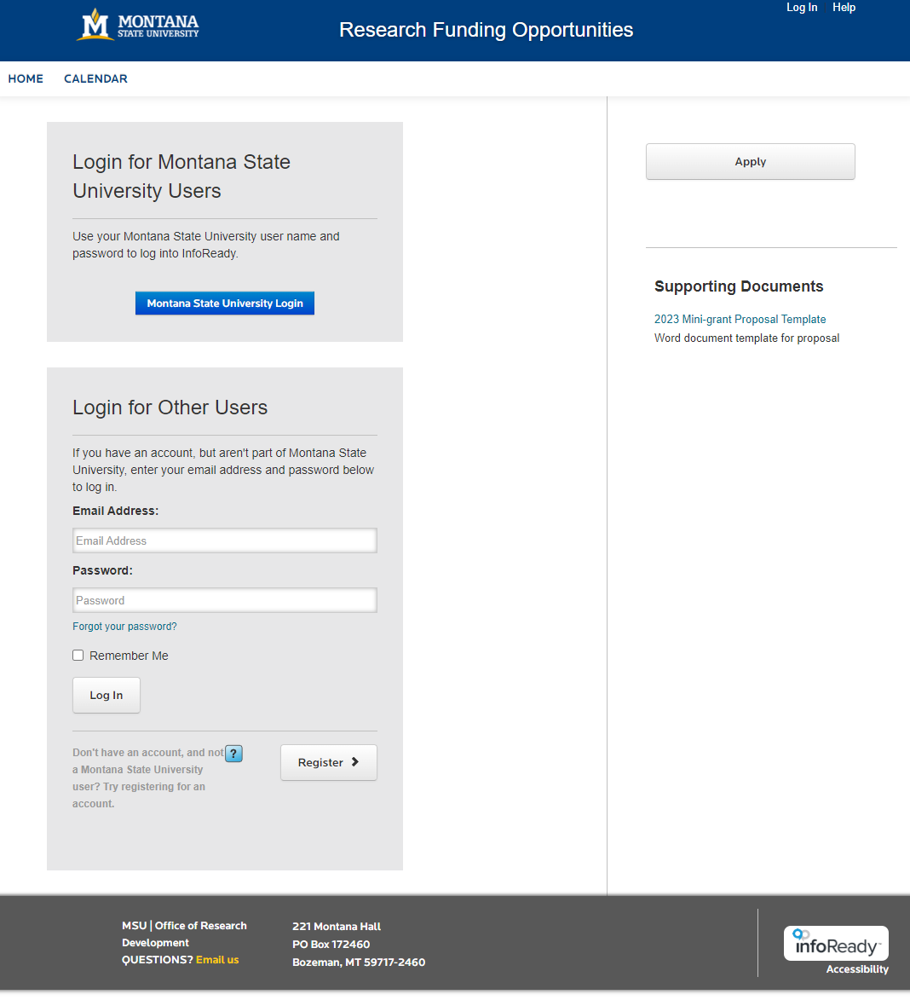 Log In Help
MONTANA
STATE UNIVERSITY
Research Funding Opportunities
HOME CALENDAR
Login for Montana State
University Users
Use your Montana State University user name and
password to log into InfoReady.
Montana State University Login
Login for Other Users
If you have an account, but aren't part of Montana State
University, enter your email address and password below
to log in.
Email Address:
Email Address
Password:
Password
Forgot your password?
Remember Me
Log In
Don't have an account, and not ?
a Montana State University
user? Try registering for an
account.
Register
Apply
Supporting Documents
2023 Mini-grant Proposal Template
Word document template for proposal
MSU | Office of Research
Development
QUESTIONS? Email us
221 Montana Hall
PO Box 172460
Bozeman, MT 59717-2460
infoReady™
Accessibility